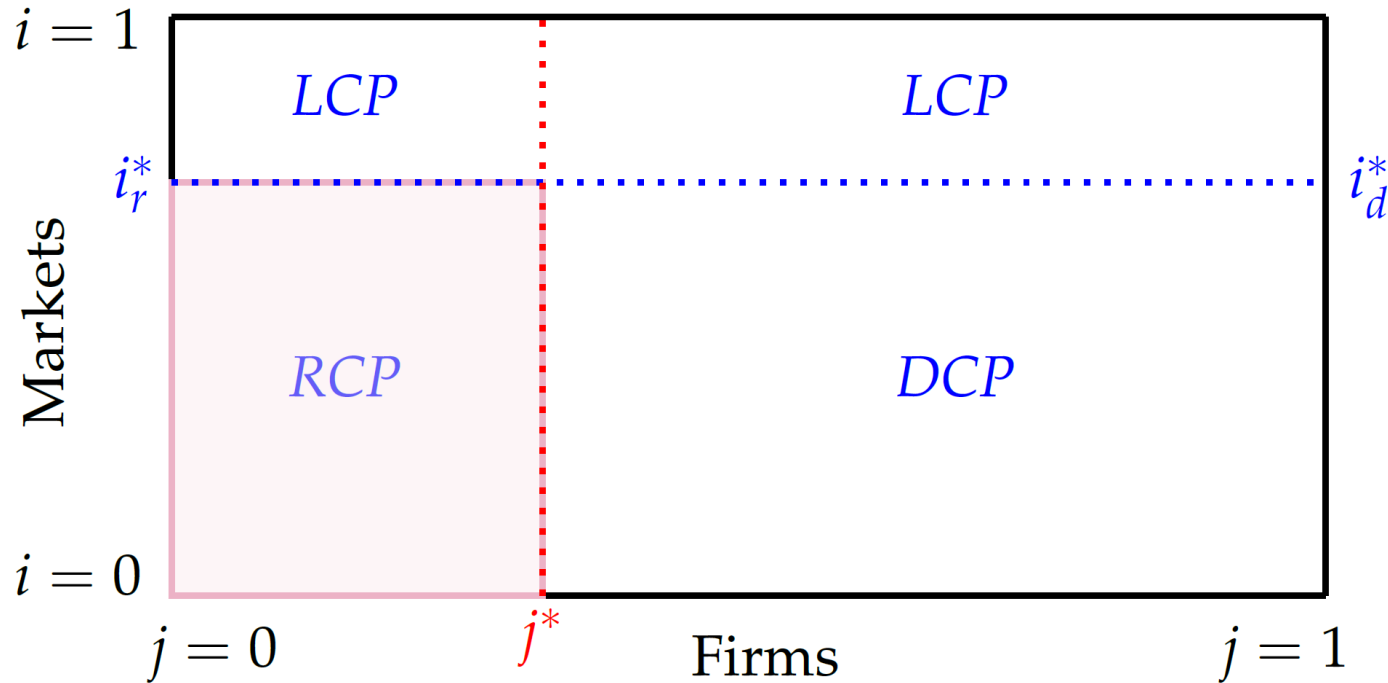 i = 1
LCP
LCP
i*r
i*d
Markets
RCP
DCP
i = 0
j = 0
j*
Firms
j = 1